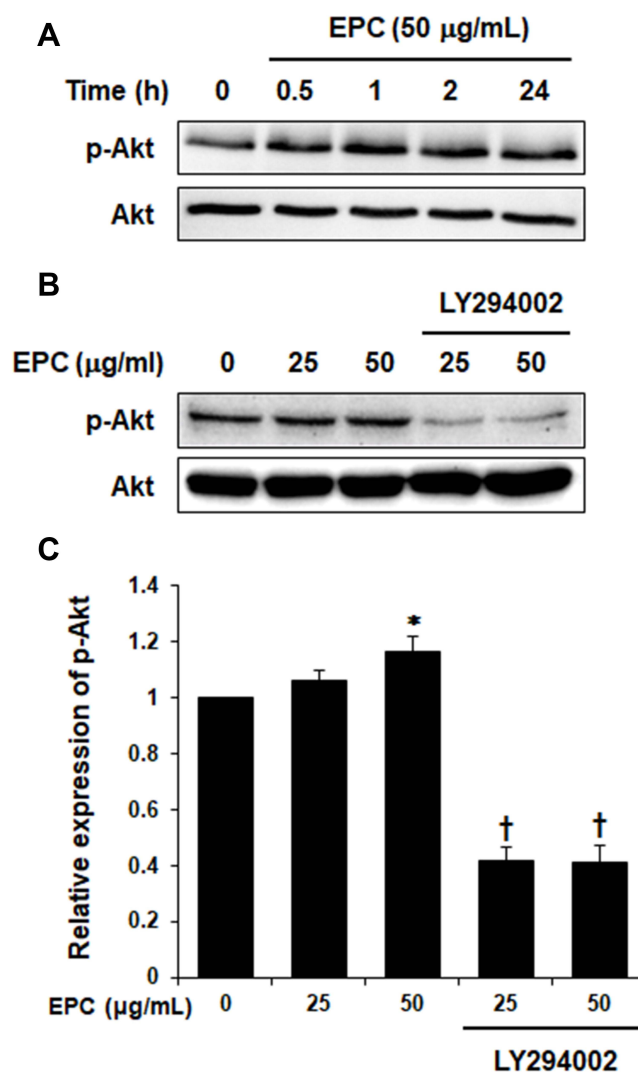 A
EPC (50 µg/mL)
Time (h) 0 0.5 1 2 24
p-Akt
Akt
B
LY294002
EPC (µg/ml) 0 25 50 25 50
p-Akt
Akt
C
Relative expression of p-Akt
1.4
1.2
1
0.8
0.6
0.4
0.2
0
*
†
†
EPC (µg/mL) 0 25 50 25 50
LY294002